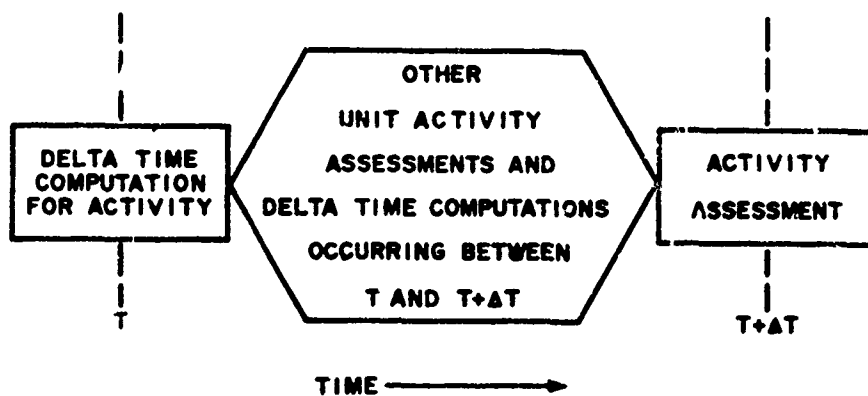 DELTA TIME
COMPUTATION
FOR ACTIVITY
T
OTHER
UNIT ACTIVITY
ASSESSMENTS AND
DELTA TIME COMPUTATIONS
OCCURRING BETWEEN
T AND T+ΔT
ACTIVITY
ASSESSMENT
T+ΔT
TIME